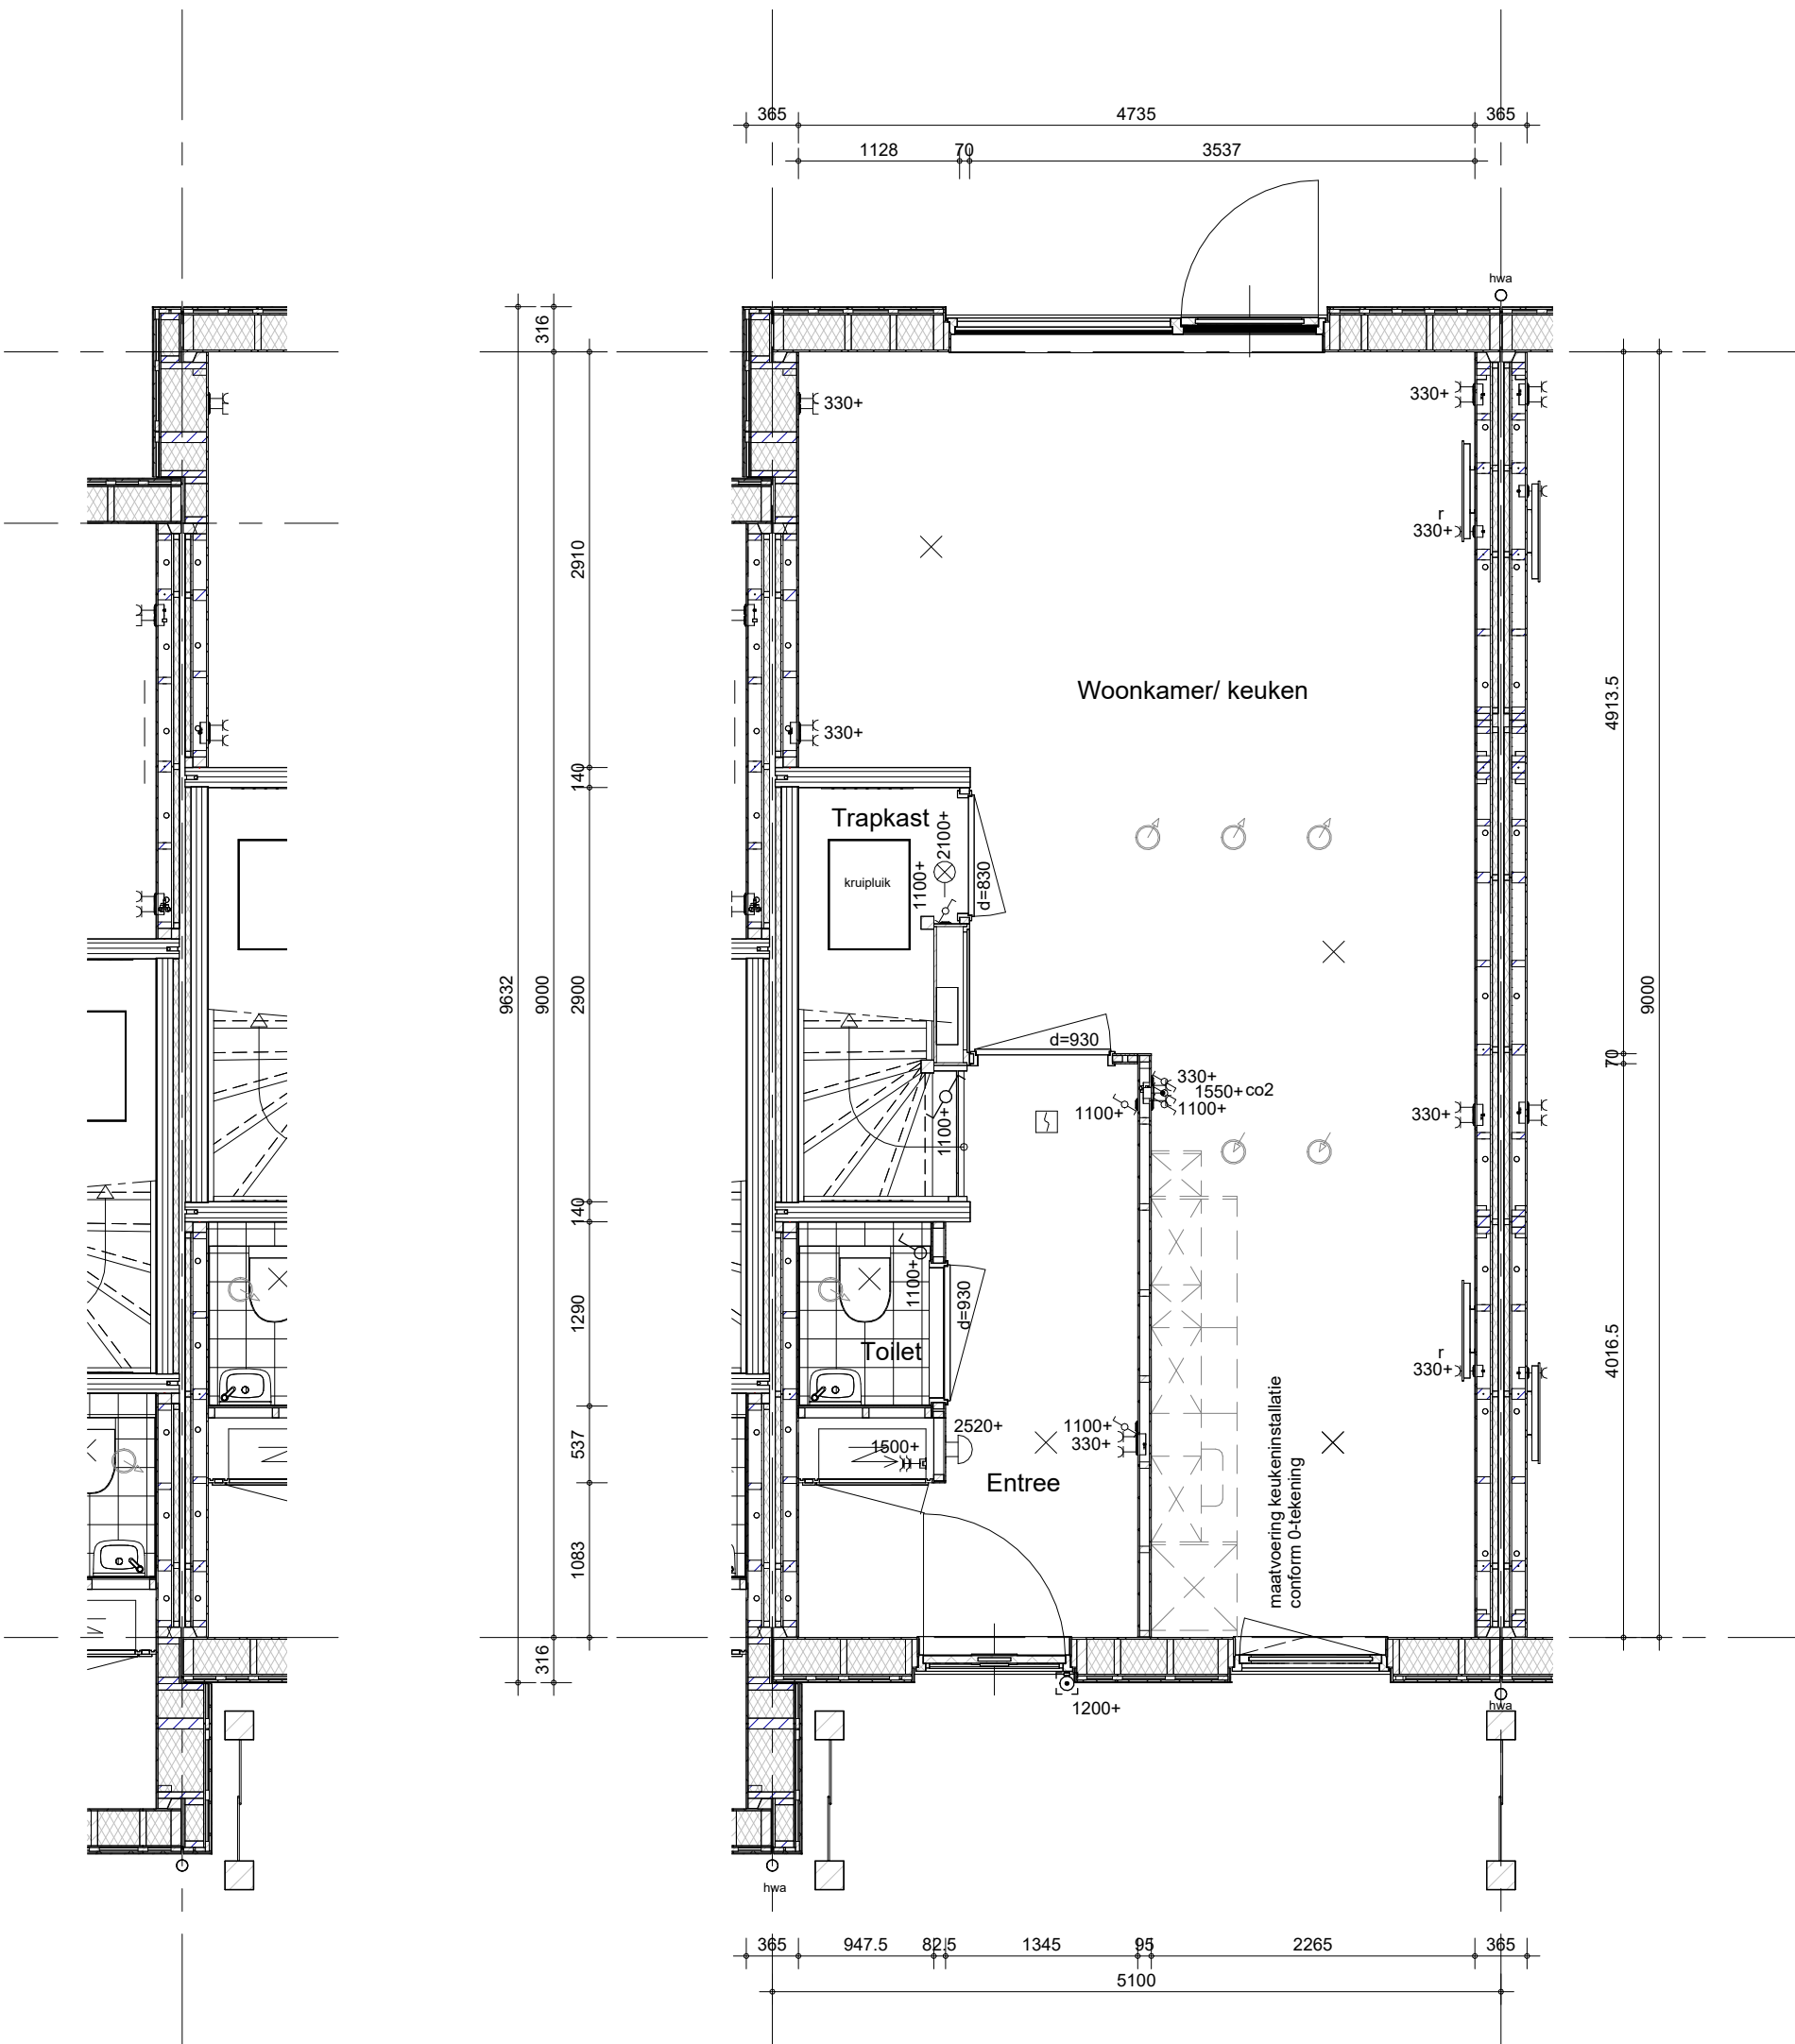 365
4735
365
1128
70
3537
hwa
316
330+
330+
r
330+
2910
Woonkamer/ keuken
4913.5
330+
140
Trapkast
2100+
1100+
kruipluik
d=830
9632
9000
2900
9000
d=930
70
330+
1550+ co2
1100+
1100+
330+
1100+
140
1100+
d=930
1290
Toilet
r
330+
4016.5
maatvoering keukeninstallatie
conform 0-tekening
2520+
1100+
1500+
330+
537
Entree
1083
316
1200+
hwa
hwa
365
947.5
82.5
1345
95
2265
365
5100